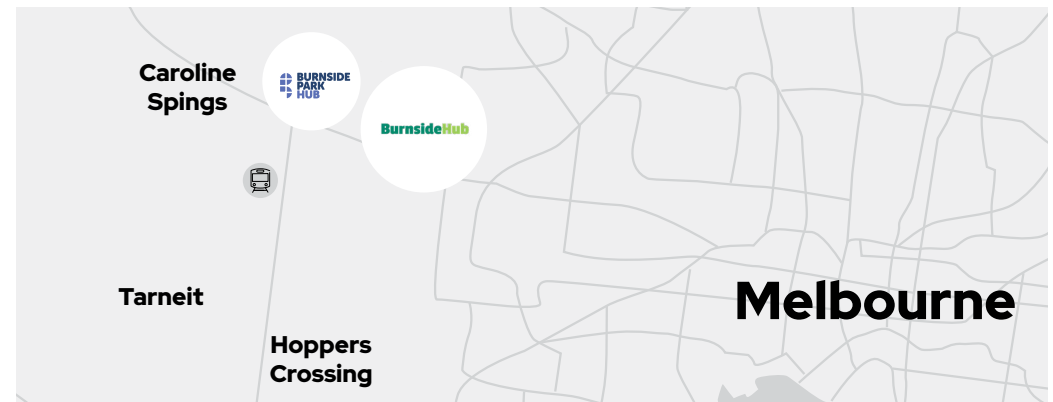 Caroline
Spings
BURNSIDE
PARK
HUB
BurnsideHub
Tarneit
Hoppers
Crossing
Melbourne